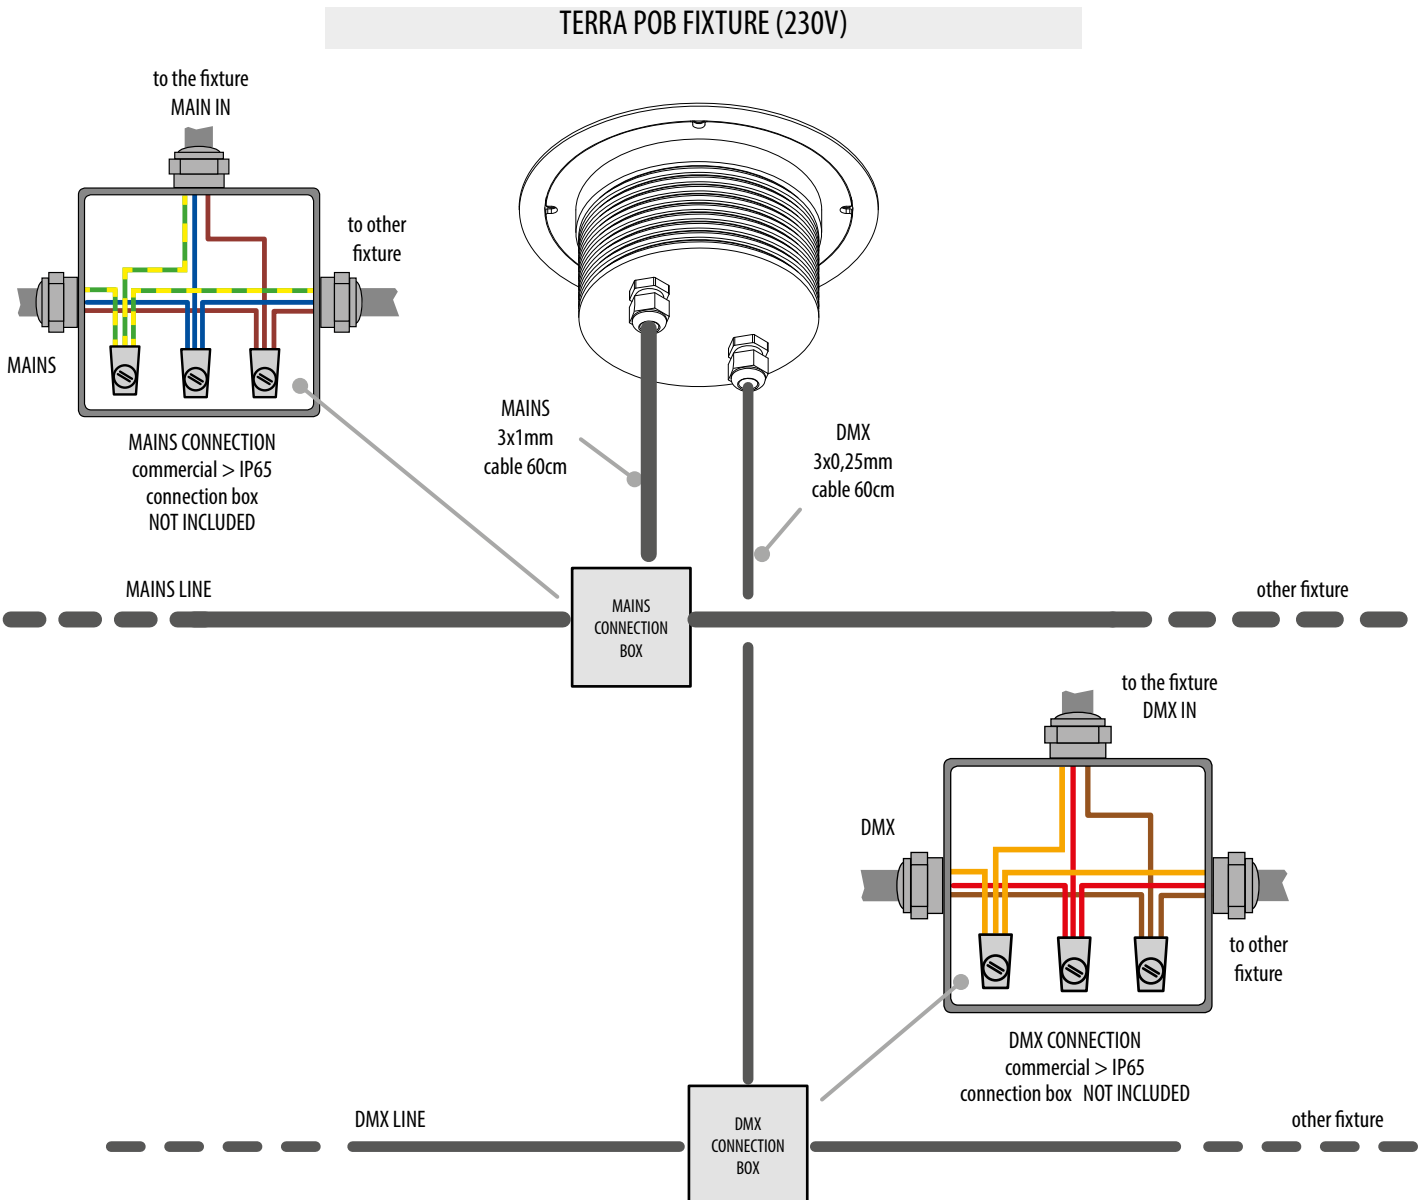 TERRA POB FIXTURE (230V)
to the fixture
MAIN IN
to other
fixture
MAINS
MAINS CONNECTION
commercial > IP65
connection box
NOT INCLUDED
MAINS
3x1mm
cable 60cm
DMX
3x0,25mm
cable 60cm
MAINS LINE
MAINS
CONNECTION
BOX
other fixture
to the fixture
DMX IN
DMX
to other
fixture
DMX CONNECTION
commercial > IP65
connection box NOT INCLUDED
DMX LINE
DMX
CONNECTION
BOX
other fixture